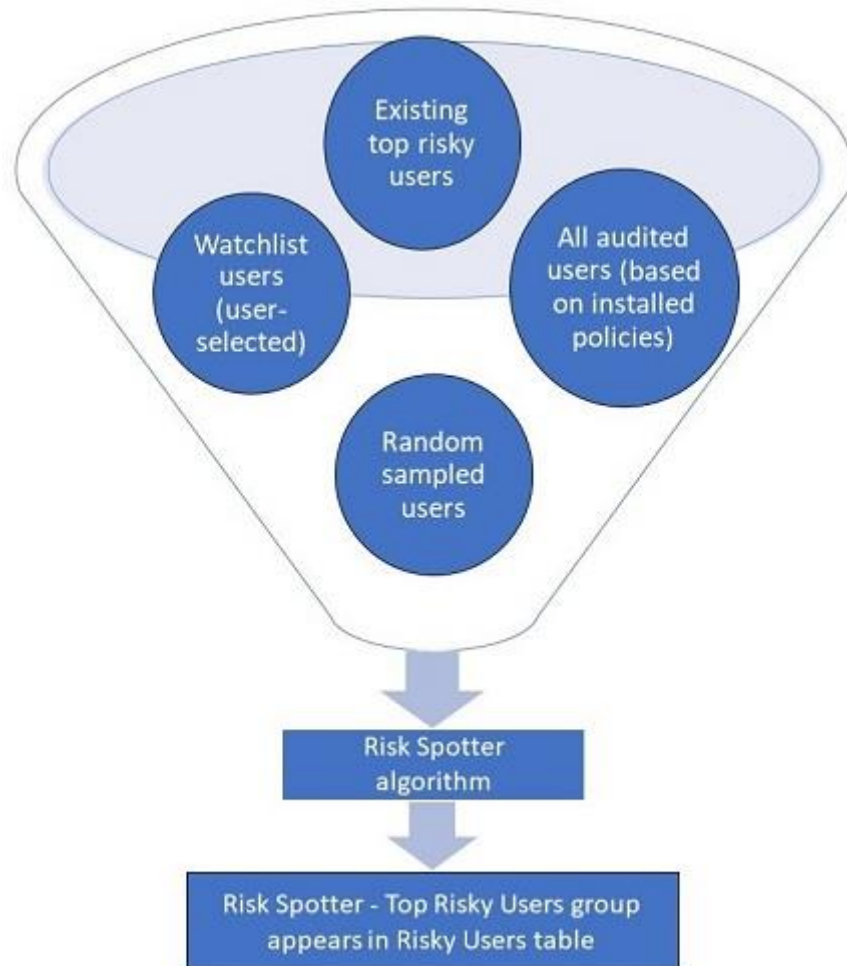 Existing
top risky
users
Watchlist
users
(user-
selected)
All audited
users (based
on installed
policies)
Random
sampled
users
Risk Spotter
algorithm
Risk Spotter - Top Risky Users group
appears in Risky Users table